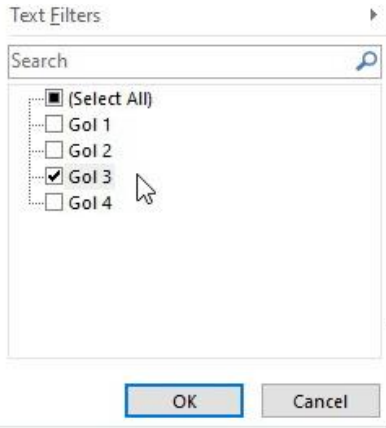 Text Filters
Search
(Select All)
Gol 1
Gol 2
Gol 3
Gol 4
OK Cancel